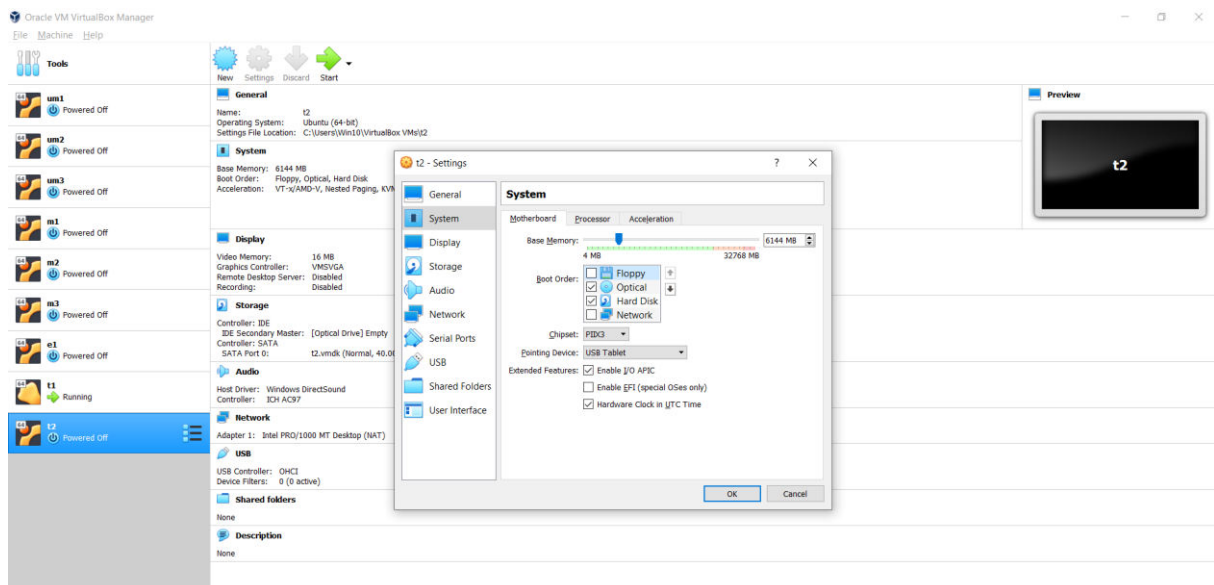 Oracle VM VirtualBox Manager
File Machine Help
Tools
New Settings Discard Start
64 um1
Powered Off
64 um2
Powered Off
64 um3
Powered Off
64 m1
Powered Off
64 m2
Powered Off
64 m3
Powered Off
64 e1
Powered Off
64 t1
Running
64 t2
Powered Off
General
Name: t2
Operating System: Ubuntu (64-bit)
Settings File Location: C:\Users\Win10\VirtualBox VMs\t2
System
Base Memory: 6144 MB
Boot Order: Floppy, Optical, Hard Disk
Acceleration: VT-x/AMD-V, Nested Paging, KVM
Display
Video Memory: 16 MB
Graphics Controller: VMSVGA
Remote Desktop Server: Disabled
Recording: Disabled
Storage
Controller: IDE
IDE Secondary Master: [Optical Drive] Empty
Controller: SATA
SATA Port 0: t2.vmdk (Normal, 40.00
Audio
Host Driver: Windows DirectSound
Controller: ICH AC97
Network
Adapter 1: Intel PRO/1000 MT Desktop (NAT)
USB
USB Controller: OHCI
Device Filters: 0 (0 active)
Shared folders
None
Description
None
Preview
t2
t2 - Settings
?
General
System
Display
Storage
Audio
Network
Serial Ports
USB
Shared Folders
User Interface
System
Motherboard Processor Acceleration
Base Memory: 6144 MB
4 MB 32768 MB
Boot Order: Floppy
Optical
Hard Disk
Network
Chipset: PIIX3
Pointing Device: USB Tablet
Extended Features: Enable I/O APIC
Enable EFI (special OSes only)
Hardware Clock in UTC Time
OK Cancel